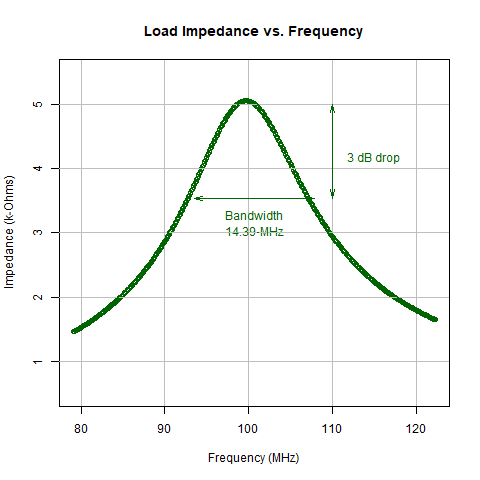 Load Impedance vs. Frequency
5
4
3
2
1
Impedance (k-Ohms)
3 dB drop
Bandwidth
14.39-MHz
80
90
100
110
120
Frequency (MHz)